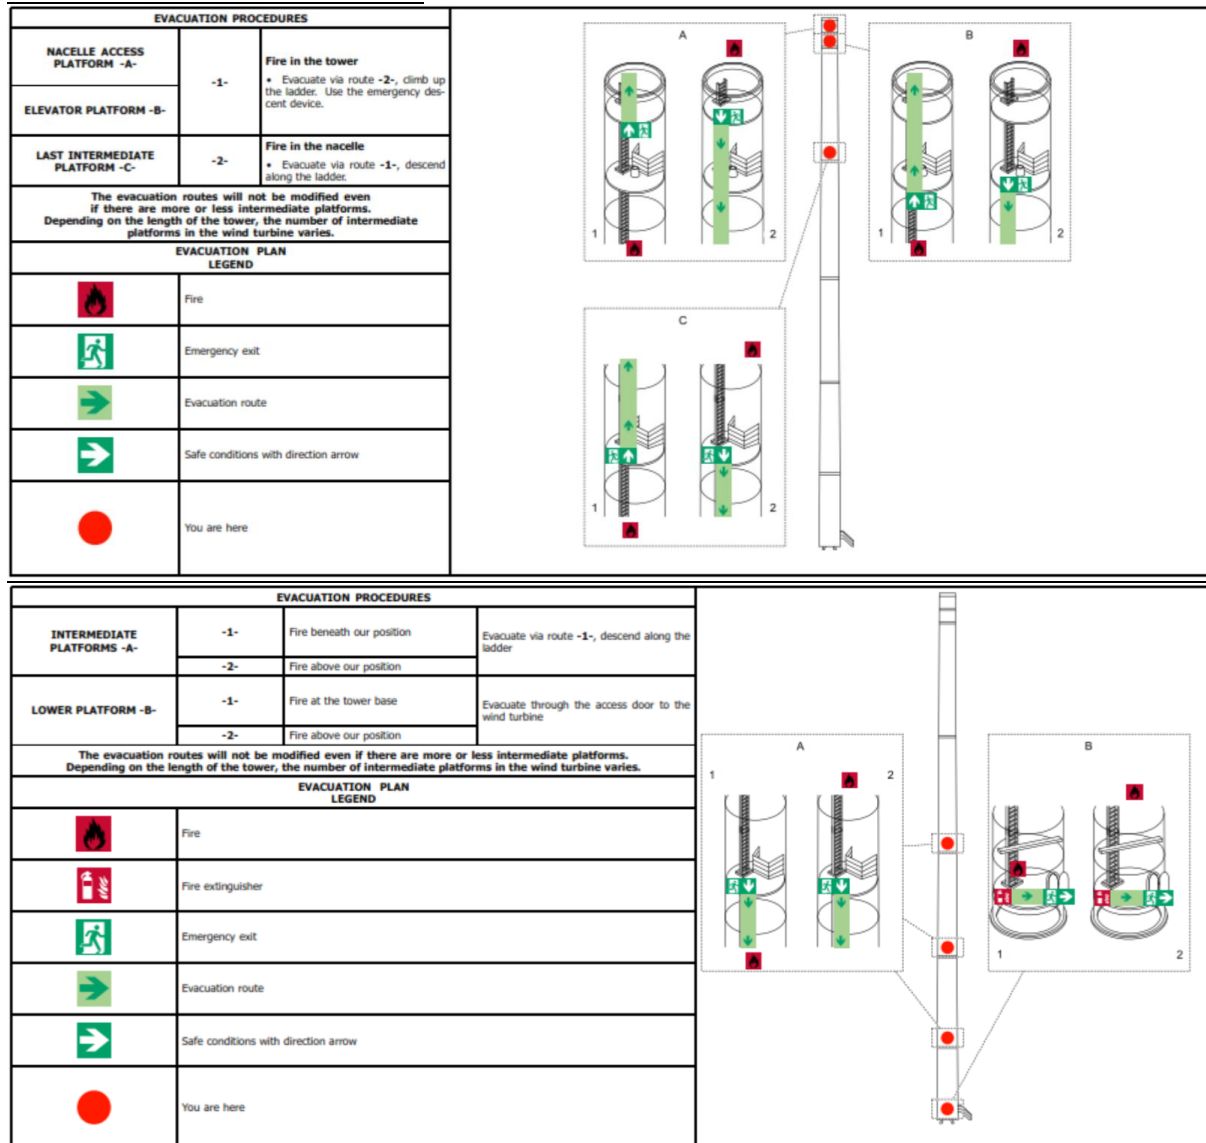 EVACUATION PROCEDURES
NACELLE ACCESS
PLATFORM -A-
-1-
Fire in the tower
• Evacuate via route -2-, climb up
the ladder. Use the emergency des-
cent device.
ELEVATOR PLATFORM -B-
LAST INTERMEDIATE
PLATFORM -C-
-2-
Fire in the nacelle
• Evacuate via route -1-, descend
along the ladder.
The evacuation routes will not be modified even
if there are more or less intermediate platforms.
Depending on the length of the tower, the number of intermediate
platforms in the wind turbine varies.
EVACUATION PLAN
LEGEND
Fire
Emergency exit
Evacuation route
Safe conditions with direction arrow
You are here
A
1
2
B
1
2
C
1
2
EVACUATION PROCEDURES
INTERMEDIATE
PLATFORMS -A-
-1-
Fire beneath our position
Evacuate via route -1-, descend along the
ladder
-2-
Fire above our position
LOWER PLATFORM -B-
-1-
Fire at the tower base
Evacuate through the access door to the
wind turbine
-2-
Fire above our position
The evacuation routes will not be modified even if there are more or less intermediate platforms.
Depending on the length of the tower, the number of intermediate platforms in the wind turbine varies.
EVACUATION PLAN
LEGEND
Fire
Fire extinguisher
Emergency exit
Evacuation route
Safe conditions with direction arrow
You are here
A
1
2
B
1
2